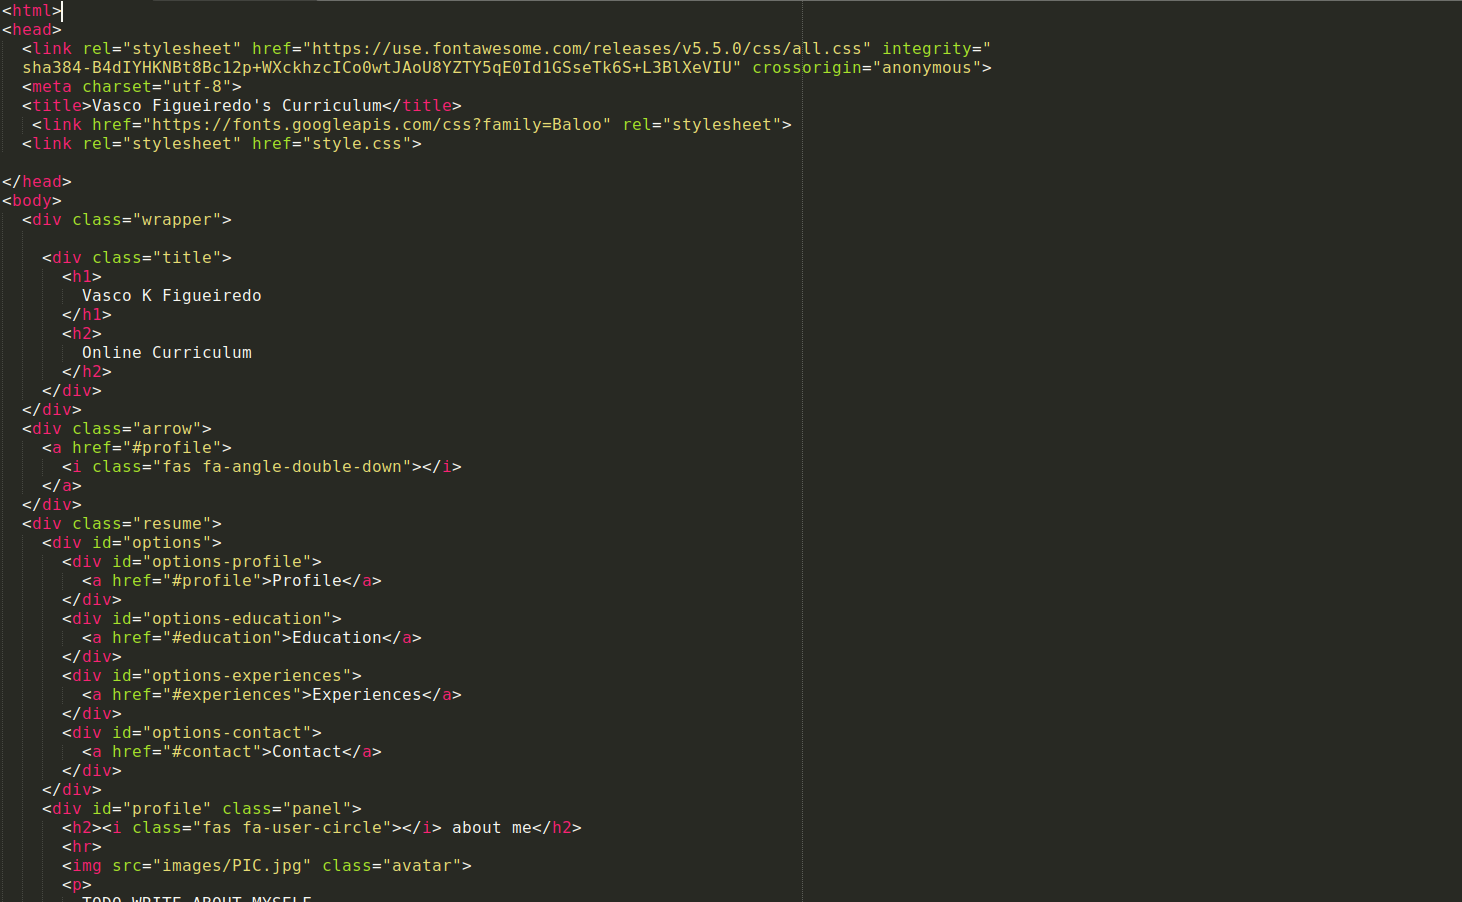 <html>
<head>
  <link rel="stylesheet" href="https://use.fontawesome.com/releases/v5.5.0/css/all.css" integrity="
  sha384-B4dIYHKNBt8Bc12p+WXckhzcICo0wtJAoU8YZTY5qE0Id1GSseTk6S+L3BlXeVIU" crossorigin="anonymous">
  <meta charset="utf-8">
  <title>Vasco Figueiredo's Curriculum</title>
   <link href="https://fonts.googleapis.com/css?family=Baloo" rel="stylesheet">
  <link rel="stylesheet" href="style.css">

</head>
<body>
  <div class="wrapper">

    <div class="title">
      <h1>
        Vasco K Figueiredo
      </h1>
      <h2>
        Online Curriculum
      </h2>
    </div>
  </div>
  <div class="arrow">
    <a href="#profile">
      <i class="fas fa-angle-double-down"></i>
    </a>
  </div>
  <div class="resume">
    <div id="options">
      <div id="options-profile">
        <a href="#profile">Profile</a>
      </div>
      <div id="options-education">
        <a href="#education">Education</a>
      </div>
      <div id="options-experiences">
        <a href="#experiences">Experiences</a>
      </div>
      <div id="options-contact">
        <a href="#contact">Contact</a>
      </div>
    </div>
    <div id="profile" class="panel">
      <h2><i class="fas fa-user-circle"></i> about me</h2>
      <hr>
      <img src="images/PIC.jpg" class="avatar">
      <p>
        TODO WRITE ABOUT MYSELF